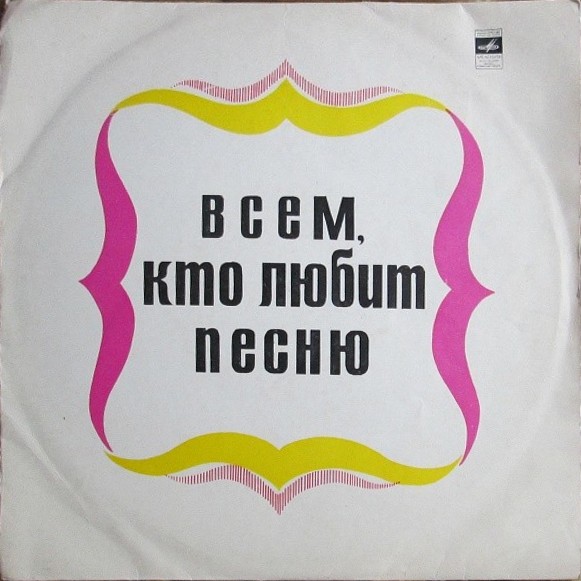 всем,
кто любит
песню